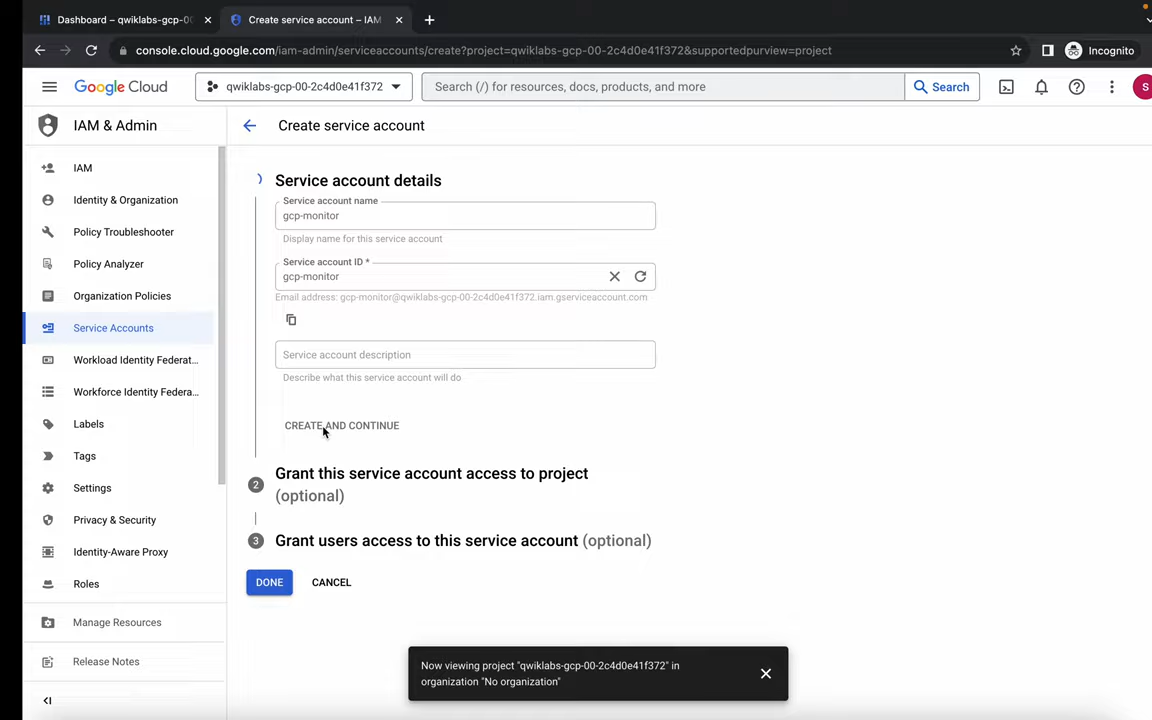 Dashboard – qwiklabs-gcp-0
Create service account – IAM
console.cloud.google.com/iam-admin/serviceaccounts/create?project=qwiklabs-gcp-00-2c4d0e41f372&supportedpurview=project
Incognito
Google Cloud
qwiklabs-gcp-00-2c4d0e41f372
Search (/) for resources, docs, products, and more
Search
S
IAM & Admin
Create service account
IAM
Identity & Organization
Policy Troubleshooter
Policy Analyzer
Organization Policies
Service Accounts
Workload Identity Federat...
Workforce Identity Federa...
Labels
Tags
Settings
Privacy & Security
Identity-Aware Proxy
Roles
Manage Resources
Release Notes
Service account details
Service account name
gcp-monitor
Display name for this service account
Service account ID *
gcp-monitor
Email address: gcp-monitor@qwiklabs-gcp-00-2c4d0e41f372.iam.gserviceaccount.com
Service account description
Describe what this service account will do
CREATE AND CONTINUE
2
Grant this service account access to project
(optional)
3
Grant users access to this service account (optional)
DONE
CANCEL
Now viewing project "qwiklabs-gcp-00-2c4d0e41f372" in
organization "No organization"